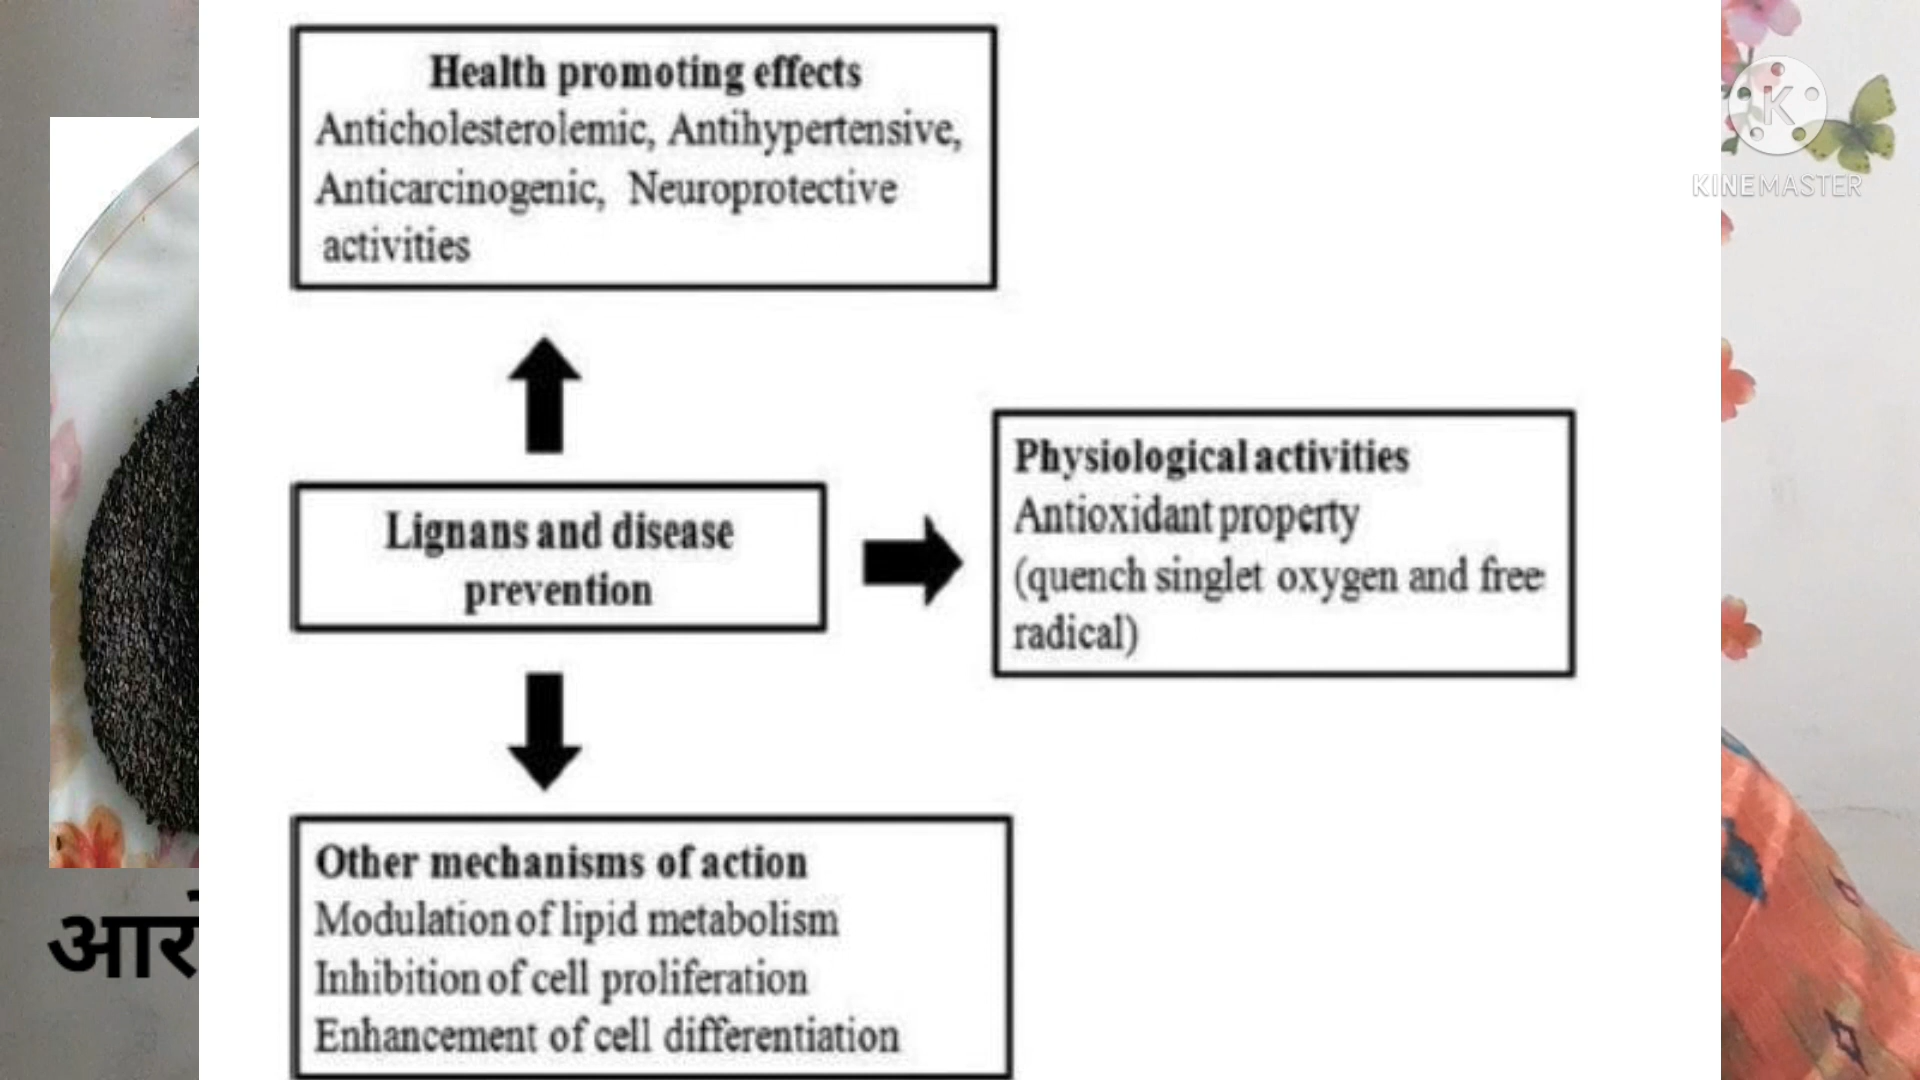 Health promoting effects
Anticholesterolemic, Antihypertensive,
Anticarcinogenic, Neuroprotective
activities
Lignans and disease
prevention
Physiological activities
Antioxidant property
(quench singlet oxygen and free
radical)
Other mechanisms of action
Modulation of lipid metabolism
Inhibition of cell proliferation
Enhancement of cell differentiation
KINEMASTER